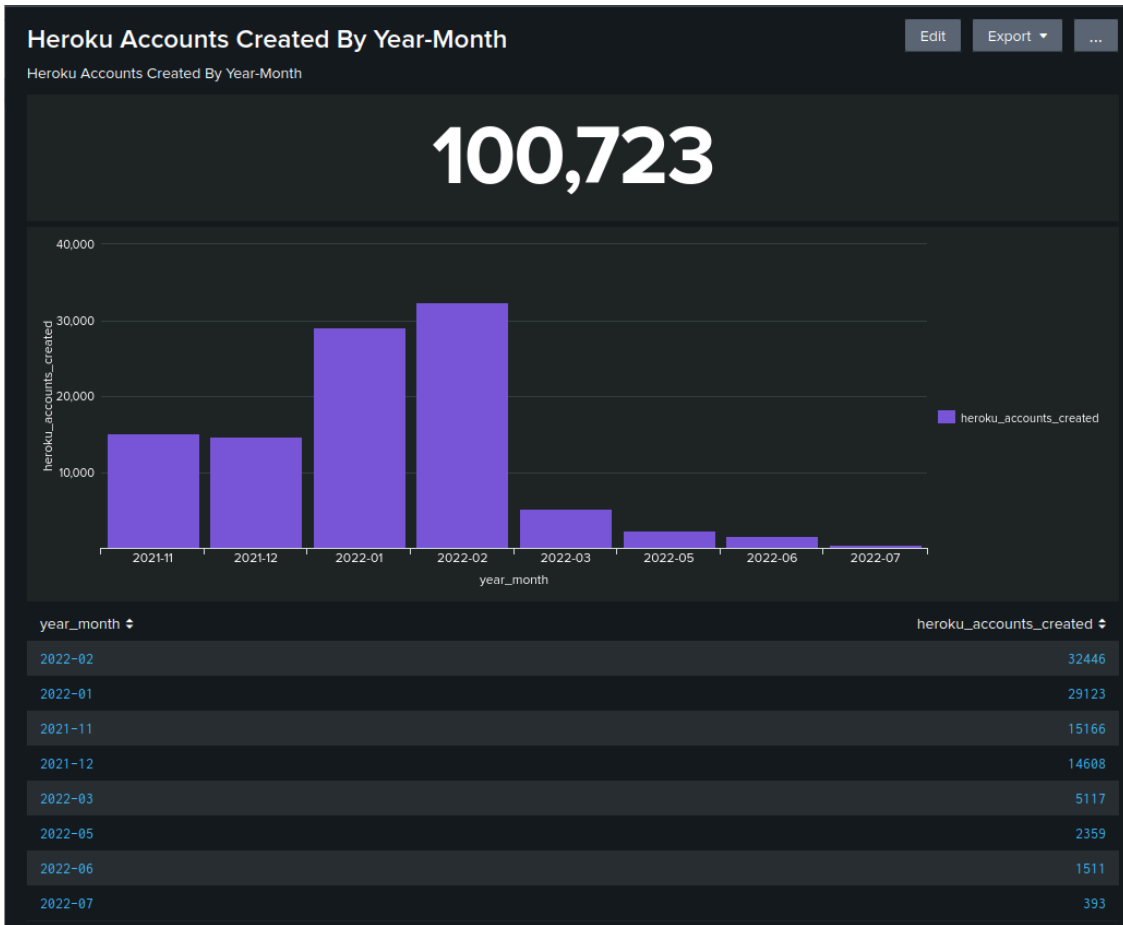 Heroku Accounts Created By Year-Month
Edit
Export
...
Heroku Accounts Created By Year-Month
100,723
40,000
30,000
20,000
10,000
heroku_accounts_created
2021-11 2021-12 2022-01 2022-02 2022-03 2022-05 2022-06 2022-07
year_month
heroku_accounts_created
year_month heroku_accounts_created
2022-02 32446
2022-01 29123
2021-11 15166
2021-12 14608
2022-03 5117
2022-05 2359
2022-06 1511
2022-07 393